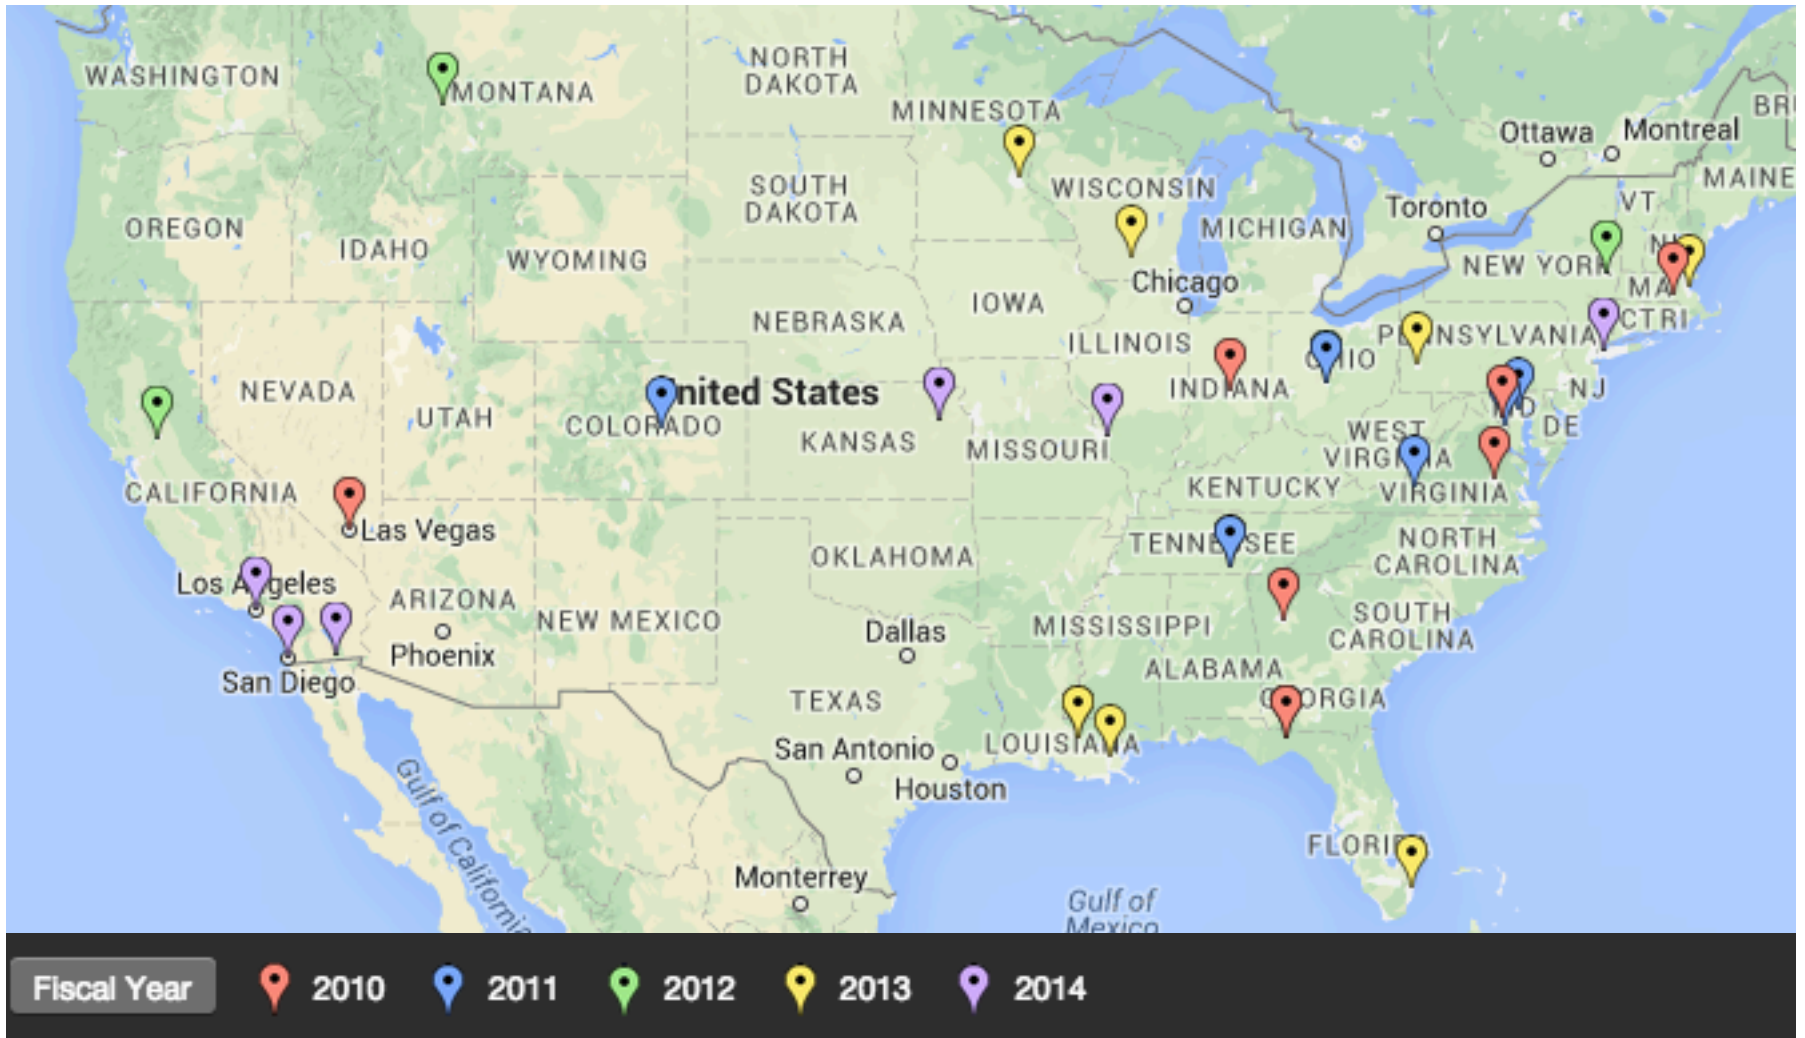 WASHINGTON
MONTANA
NORTH
DAKOTA
MINNESOTA
Ottawa
Montreal
MAINE
VT
OREGON
IDAHO
WYOMING
SOUTH
DAKOTA
WISCONSIN
MICHIGAN
Toronto
NEW YORK
MA
CTRI
Chicago
IOWA
NEBRASKA
ILLINOIS
INDIANA
OHIO
PENNSYLVANIA
NJ
DE
NEVADA
UTAH
United States
COLORADO
KANSAS
MISSOURI
WEST
VIRGINIA
KENTUCKY
VIRGINIA
CALIFORNIA
Las Vegas
OKLAHOMA
TENNESSEE
NORTH
CAROLINA
Los Angeles
ARIZONA
NEW MEXICO
Phoenix
Dallas
MISSISSIPPI
SOUTH
CAROLINA
San Diego
TEXAS
ALABAMA
GEORGIA
San Antonio
Houston
LOUISIANA
Gulf of California
Monterrey
FLORIDA
Gulf of
Mexico
Fiscal Year 2010 2011 2012 2013 2014